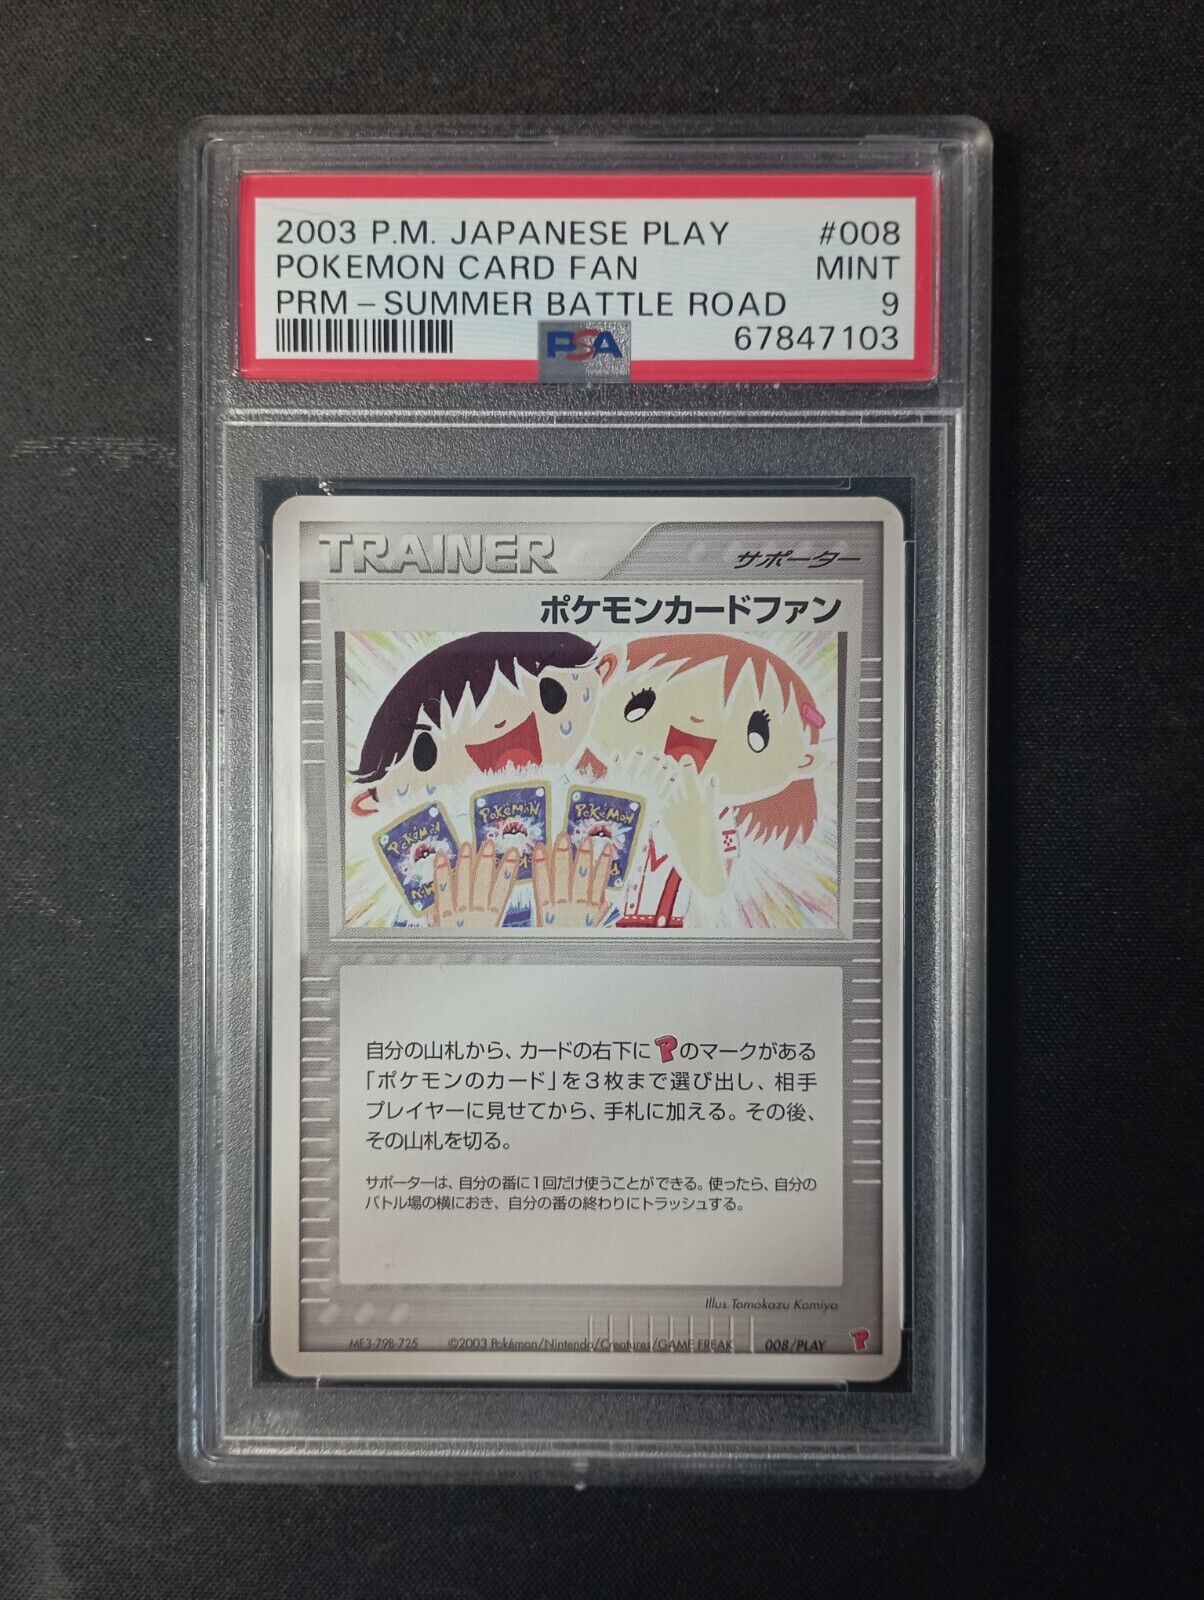 2003 P.M. JAPANESE PLAY #008
POKEMON CARD FAN MINT
PRM - SUMMER BATTLE ROAD 9
PSA 67847103
TRAINER サポーター
ポケモンカードファン
POKéMON POKéMON POKéMON
自分の山札から、カードの右下にPのマークがある
「ポケモンのカード」を3枚まで選び出し、相手
プレイヤーに見せてから、手札に加える。その後、
その山札を切る。
サポーターは、自分の番に1回だけ使うことができる。使ったら、自分の
バトル場の横におき、自分の番の終わりにトラッシュする。
Illus. Tomokazu Komiya
ME3-798-725 ©2003 Pokémon/Nintendo/Creatures/GAME FREAK 008/PLAY P